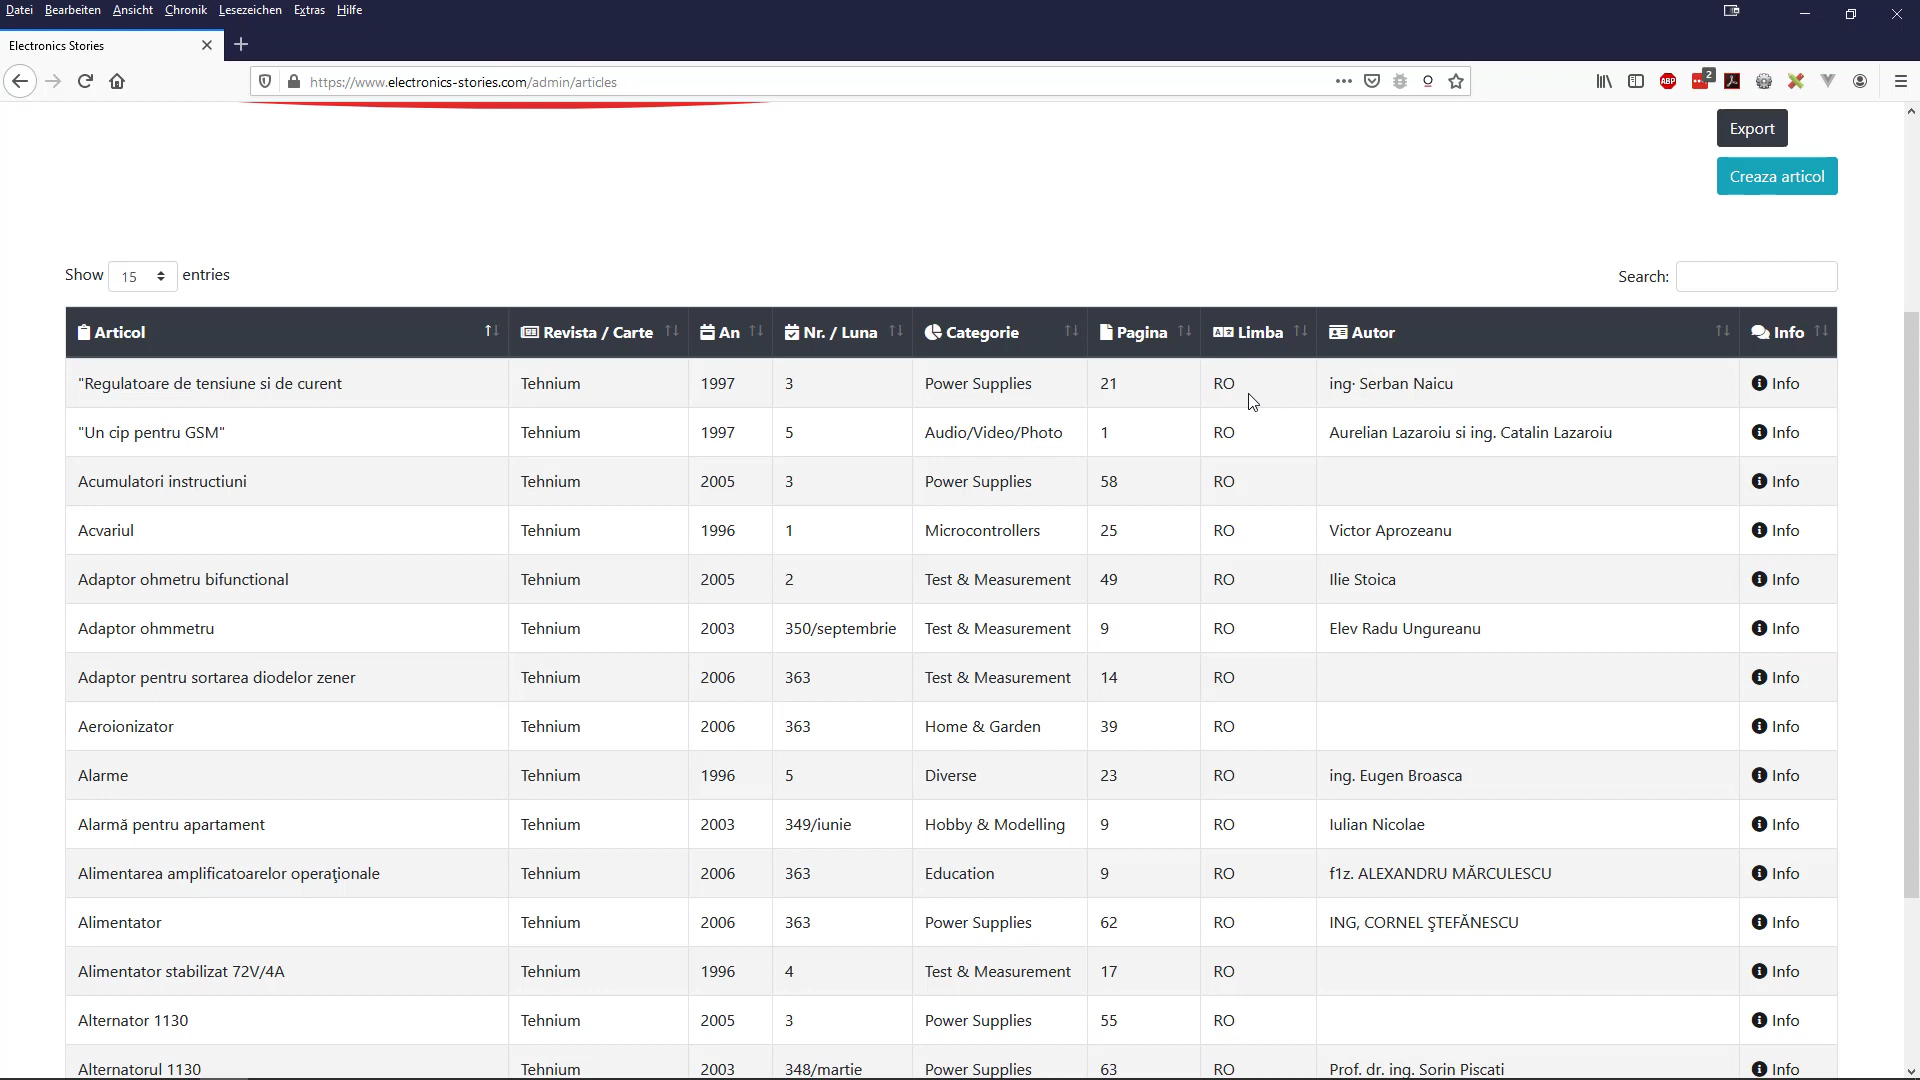 Datei Bearbeiten Ansicht Chronik Lesezeichen Extras Hilfe
Electronics Stories
https://www.electronics-stories.com/admin/articles
ABP 2
Export
Creaza articol
Show 15 entries Search:
Articol Revista / Carte An Nr. / Luna Categorie Pagina Limba Autor Info
"Regulatoare de tensiune si de curent Tehnium 1997 3 Power Supplies 21 RO ing· Serban Naicu Info
"Un cip pentru GSM" Tehnium 1997 5 Audio/Video/Photo 1 RO Aurelian Lazaroiu si ing. Catalin Lazaroiu Info
Acumulatori instructiuni Tehnium 2005 3 Power Supplies 58 RO Info
Acvariul Tehnium 1996 1 Microcontrollers 25 RO Victor Aprozeanu Info
Adaptor ohmetru bifunctional Tehnium 2005 2 Test & Measurement 49 RO Ilie Stoica Info
Adaptor ohmmetru Tehnium 2003 350/septembrie Test & Measurement 9 RO Elev Radu Ungureanu Info
Adaptor pentru sortarea diodelor zener Tehnium 2006 363 Test & Measurement 14 RO Info
Aeroionizator Tehnium 2006 363 Home & Garden 39 RO Info
Alarme Tehnium 1996 5 Diverse 23 RO ing. Eugen Broasca Info
Alarmă pentru apartament Tehnium 2003 349/iunie Hobby & Modelling 9 RO Iulian Nicolae Info
Alimentarea amplificatoarelor operaţionale Tehnium 2006 363 Education 9 RO f1z. ALEXANDRU MĂRCULESCU Info
Alimentator Tehnium 2006 363 Power Supplies 62 RO ING, CORNEL ŞTEFĂNESCU Info
Alimentator stabilizat 72V/4A Tehnium 1996 4 Test & Measurement 17 RO Info
Alternator 1130 Tehnium 2005 3 Power Supplies 55 RO Info
Alternatorul 1130 Tehnium 2003 348/martie Power Supplies 63 RO Prof. dr. ing. Sorin Piscati Info